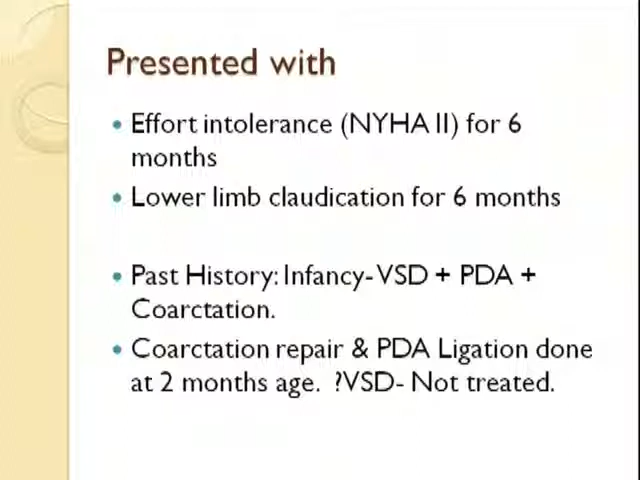 Presented with
• Effort intolerance (NYHA II) for 6
months
• Lower limb claudication for 6 months
• Past History: Infancy- VSD + PDA +
Coarctation.
• Coarctation repair & PDA Ligation done
at 2 months age. ?VSD- Not treated.